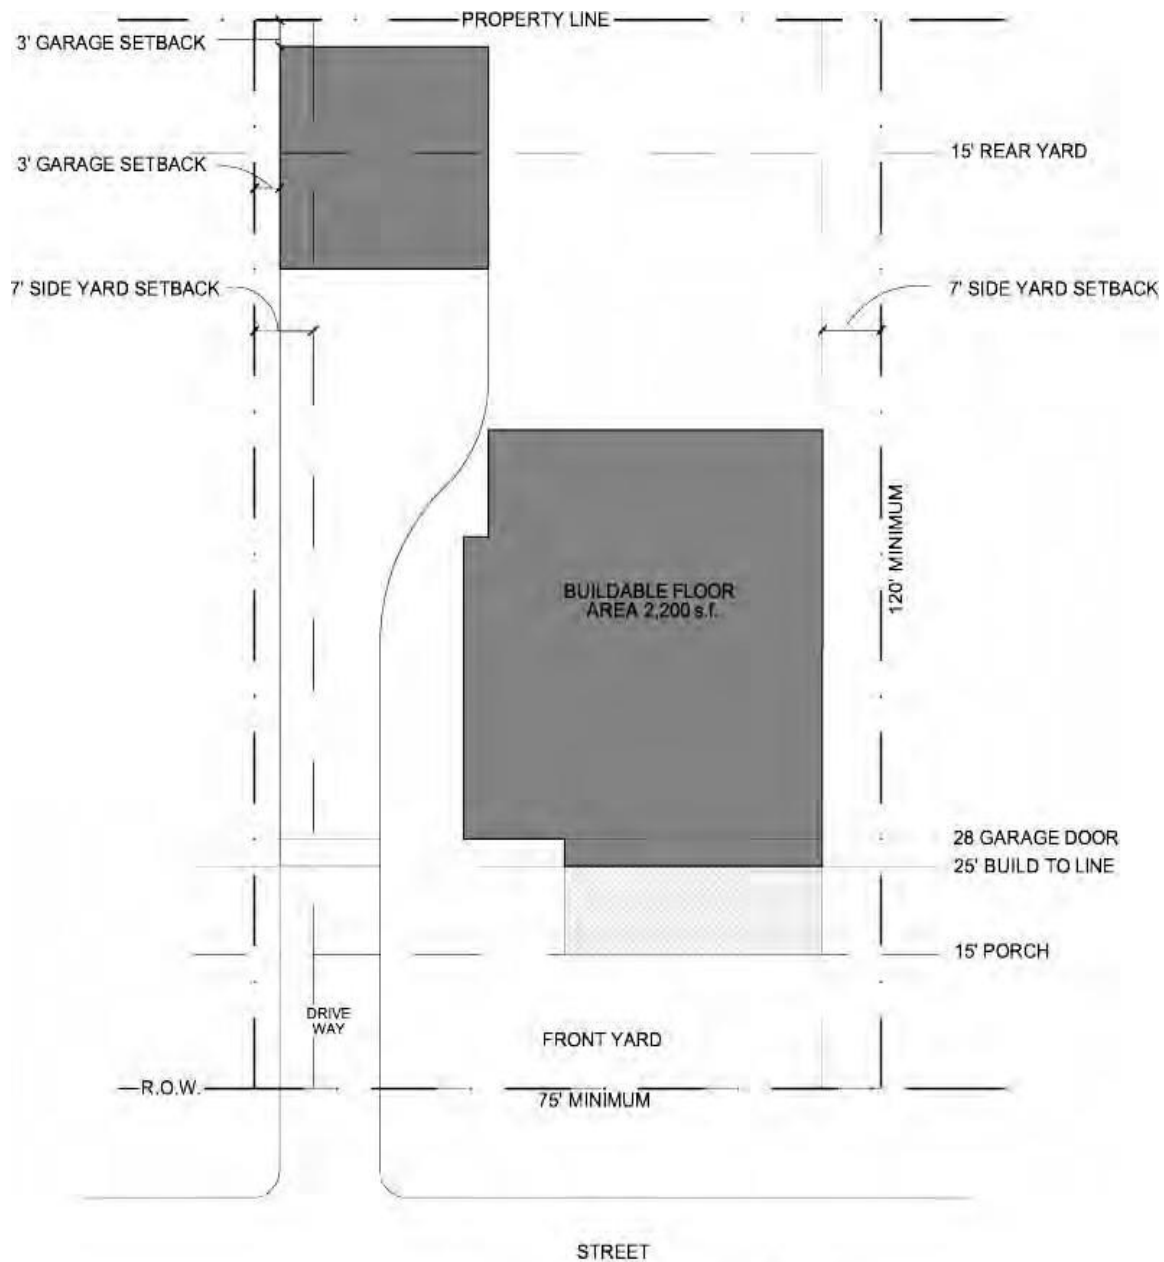 PROPERTY LINE
3' GARAGE SETBACK
15' REAR YARD
3' GARAGE SETBACK
7' SIDE YARD SETBACK
7' SIDE YARD SETBACK
120' MINIMUM
BUILDABLE FLOOR
AREA 2,200 s.f.
28 GARAGE DOOR
25' BUILD TO LINE
15' PORCH
DRIVE
WAY
FRONT YARD
R.O.W.
75' MINIMUM
STREET